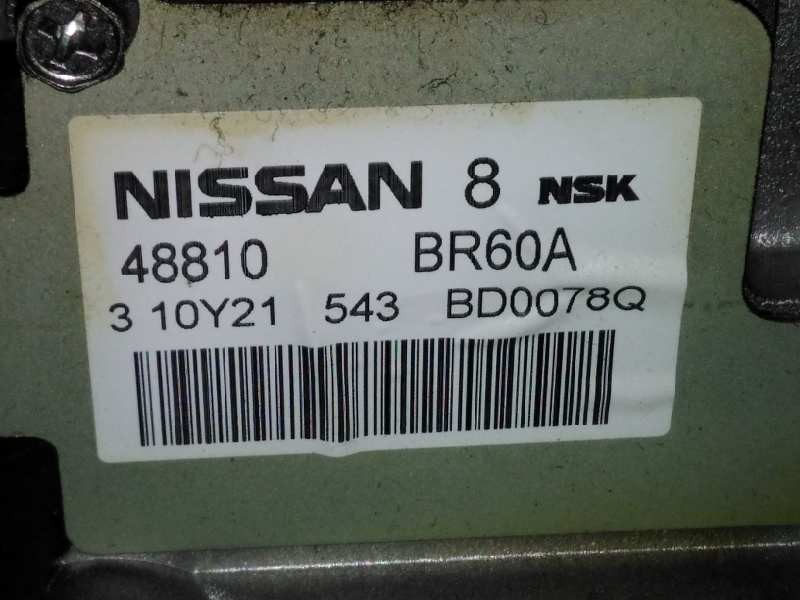 NISSAN 8 NSK
48810 BR60A
3 10Y21 543 BD0078Q